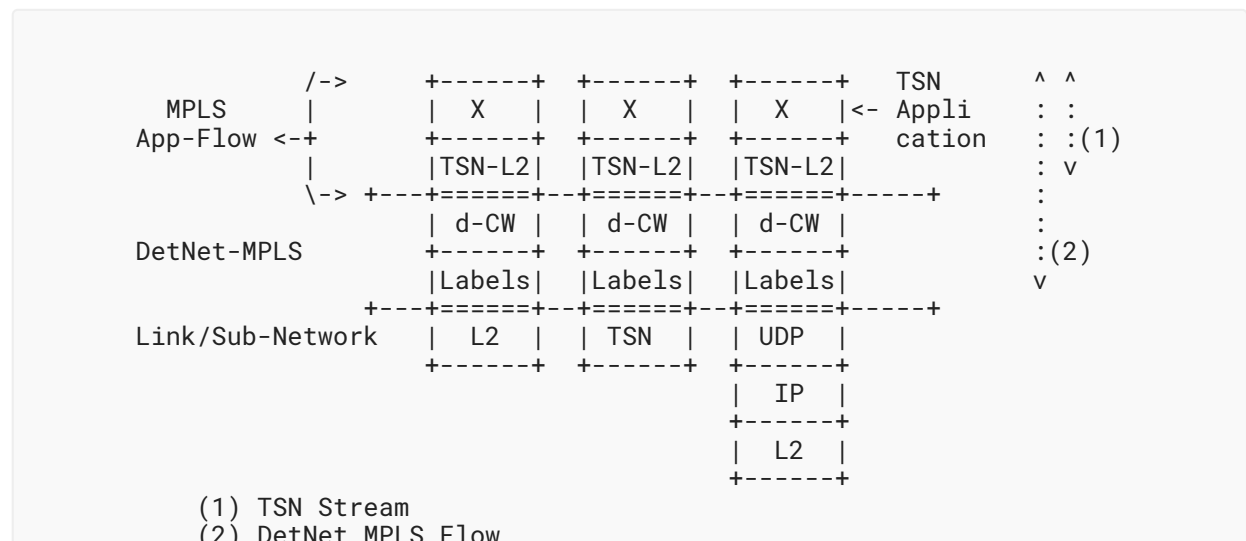 /->     +------+  +------+  +------+   TSN       ^ ^
     MPLS        |       |  X   |  |  X   |  |  X   |<- Appli     : :
   App-Flow <-+          +------+  +------+  +------+   cation    : :(1)
                 |       |TSN-L2|  |TSN-L2|  |TSN-L2|             : v
                 \-> +---+======+--+======+--+======+-----+       :
                         | d-CW |  | d-CW |  | d-CW |             :
   DetNet-MPLS           +------+  +------+  +------+             :(2)
                         |Labels|  |Labels|  |Labels|             v
                     +---+======+--+======+--+======+-----+
   Link/Sub-Network      |  L2  |  | TSN  |  | UDP  |
                         +------+  +------+  +------+
                                             |  IP  |
                                             +------+
                                             |  L2  |
                                             +------+
       (1) TSN Stream
       (2) DetNet MPLS Flow